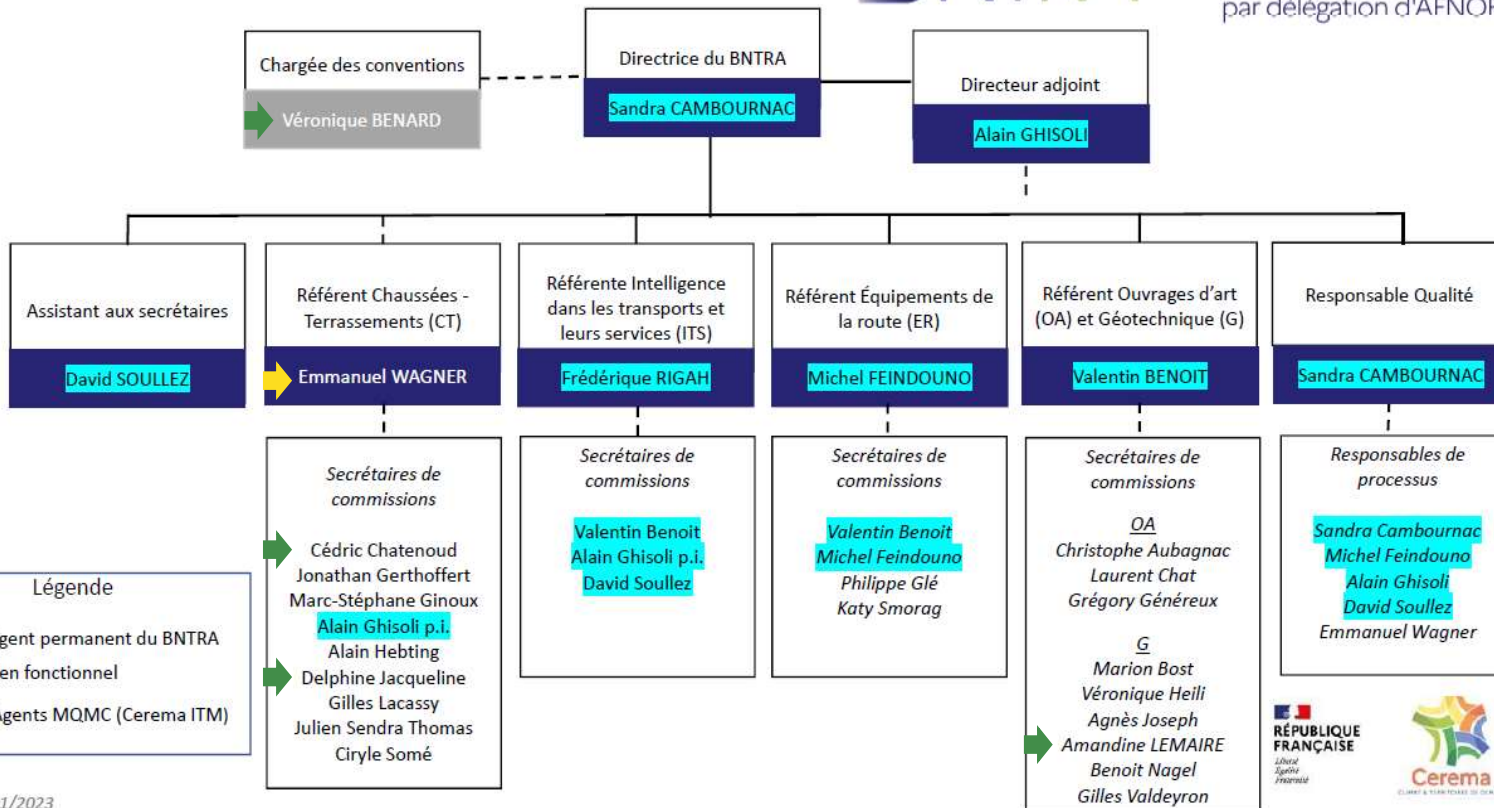 par délégation d'AFNOR
Chargée des conventions
Véronique BENARD
Directrice du BNTRA
Sandra CAMBOURNAC
Directeur adjoint
Alain GHISOLI
Assistant aux secrétaires
David SOULLEZ
Référent Chaussées -
Terrassements (CT)
Emmanuel WAGNER
Référente Intelligence
dans les transports et
leurs services (ITS)
Frédérique RIGAH
Référent Équipements de
la route (ER)
Michel FEINDOUNO
Référent Ouvrages d'art
(OA) et Géotechnique (G)
Valentin BENOIT
Responsable Qualité
Sandra CAMBOURNAC
Secrétaires de
commissions
Cédric Chatenoud
Jonathan Gerthoffert
Marc-Stéphane Ginoux
Alain Ghisoli p.i.
Alain Hebting
Delphine Jacqueline
Gilles Lacassy
Julien Sendra Thomas
Ciryle Somé
Secrétaires de
commissions
Valentin Benoit
Alain Ghisoli p.i.
David Soullez
Secrétaires de
commissions
Valentin Benoit
Michel Feindouno
Philippe Glé
Katy Smorag
Secrétaires de
commissions
OA
Christophe Aubagnac
Laurent Chat
Grégory Généreux
G
Marion Bost
Véronique Heili
Agnès Joseph
Amandine LEMAIRE
Benoit Nagel
Gilles Valdeyron
Responsables de
processus
Sandra Cambournac
Michel Feindouno
Alain Ghisoli
David Soullez
Emmanuel Wagner
Légende
gent permanent du BNTRA
en fonctionnel
gents MQMC (Cerema ITM)
RÉPUBLIQUE
FRANÇAISE
Liberté
Égalité
Fraternité
Cerema
1/2023